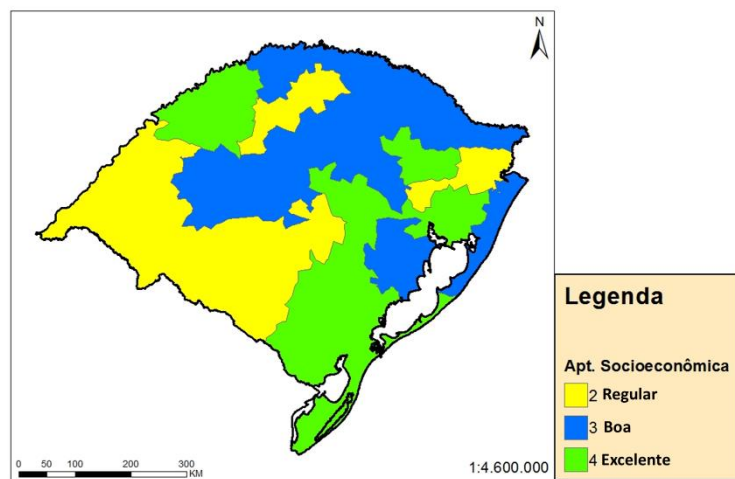 N
Legenda
Apt. Socioeconômica
2 Regular
3 Boa
4 Excelente
0 50 100 200 300
KM
1:4.600.000